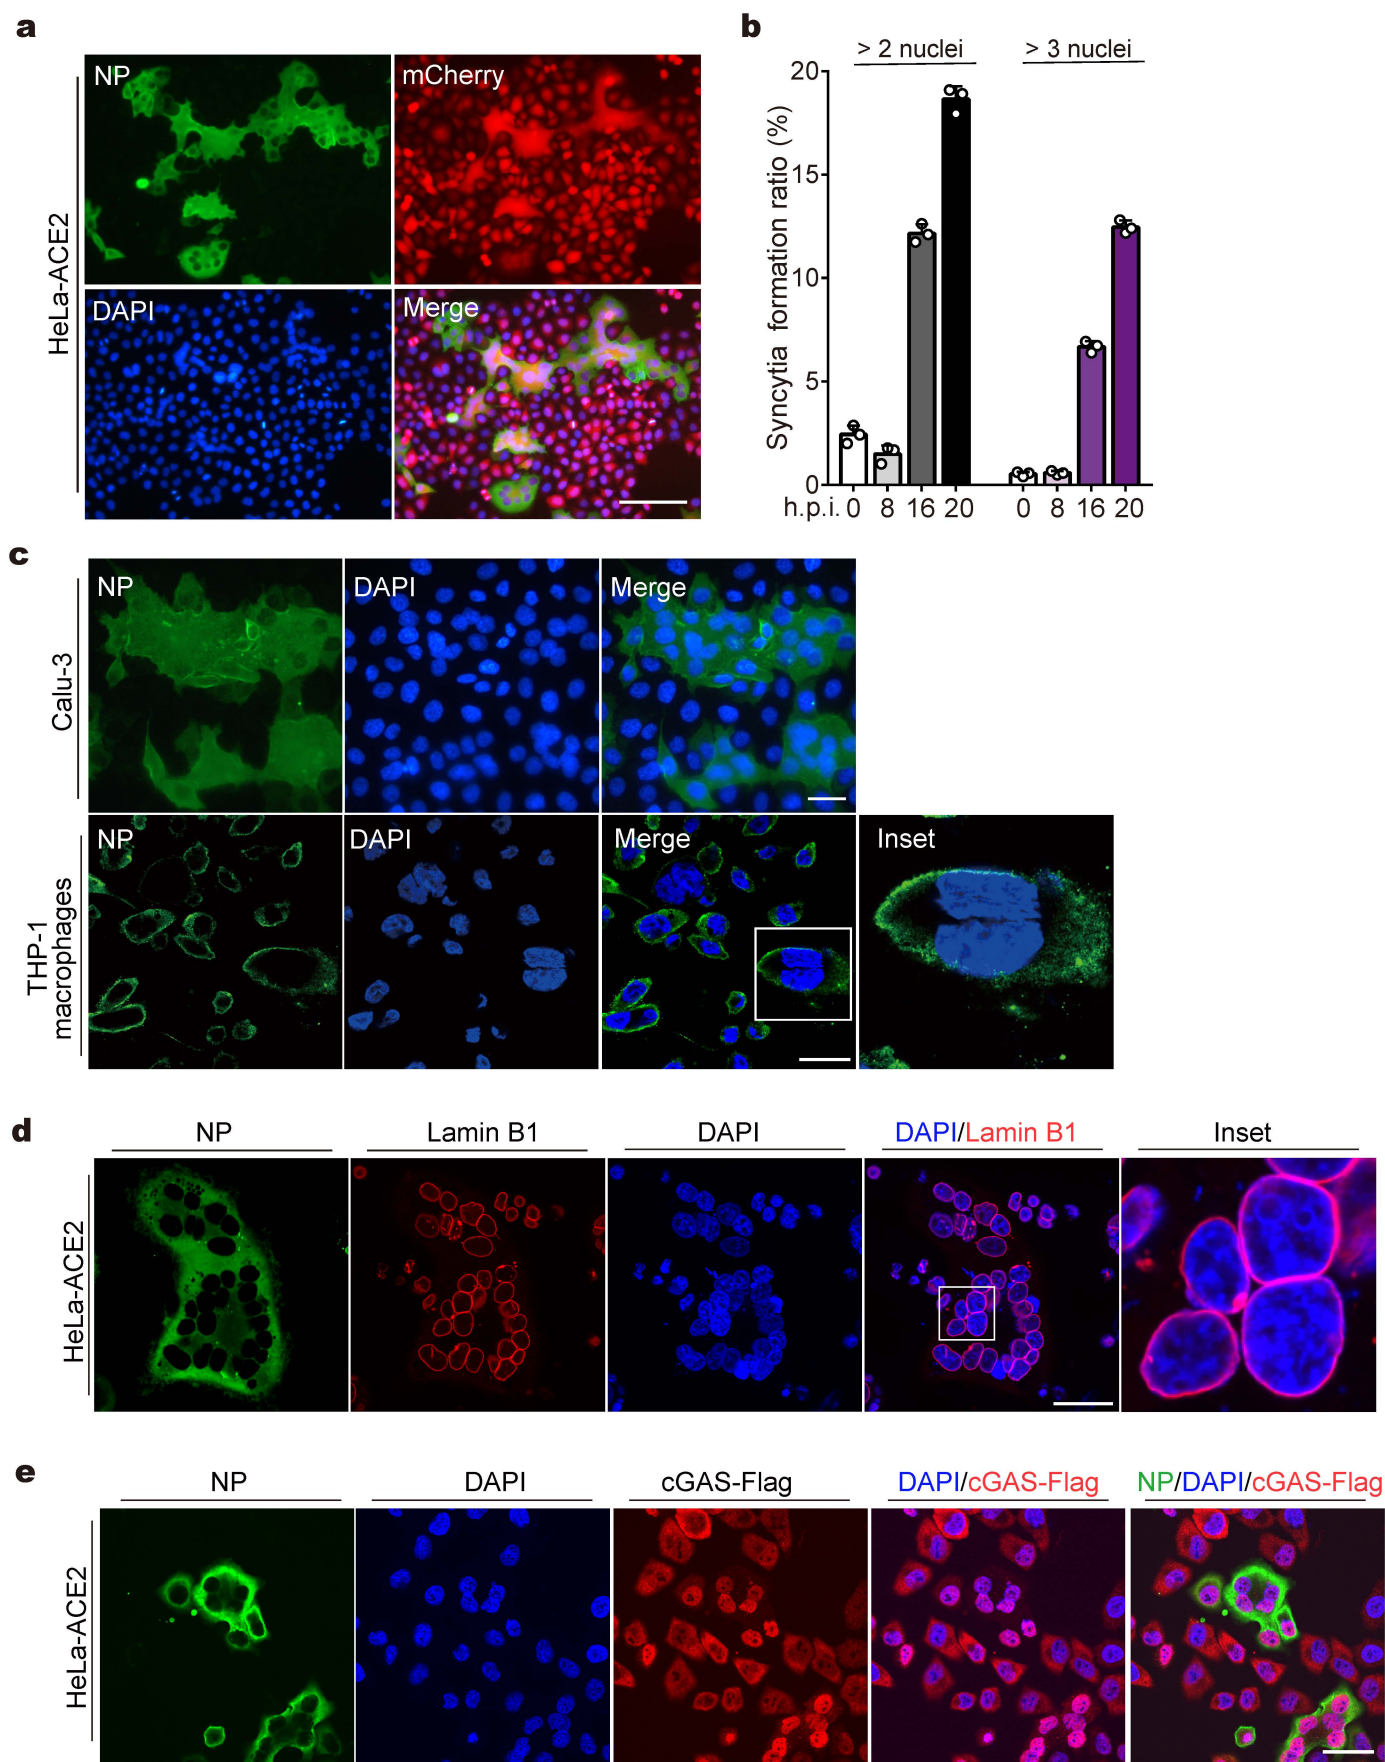 a
NP
mCherry
DAPI
Merge
HeLa-ACE2
b
> 2 nuclei
> 3 nuclei
Syncytia formation ratio (%)
20
15
10
5
0
h.p.i. 0 8 16 20 0 8 16 20
c
NP
DAPI
Merge
Calu-3
NP
DAPI
Merge
Inset
THP-1
macrophages
d
NP
Lamin B1
DAPI
DAPI/Lamin B1
Inset
HeLa-ACE2
e
NP
DAPI
cGAS-Flag
DAPI/cGAS-Flag
NP/DAPI/cGAS-Flag
HeLa-ACE2